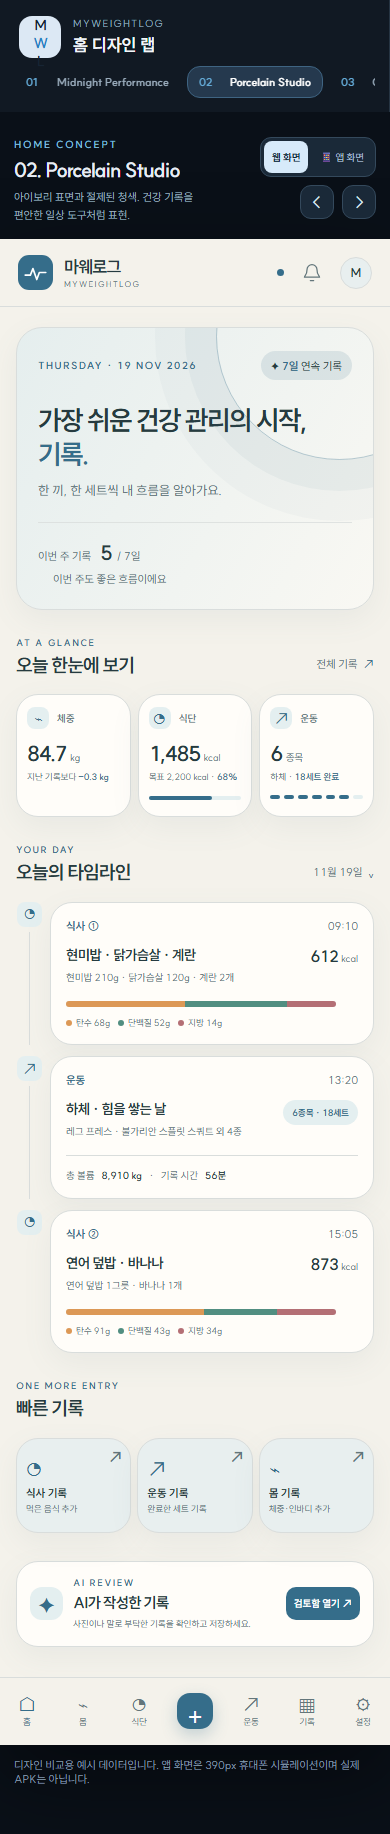 M
W
MYWEIGHTLOG
홈 디자인 랩
01 Midnight Performance 02 Porcelain Studio 03
HOME CONCEPT
02. Porcelain Studio
아이보리 표면과 절제된 청색. 건강 기록을
편안한 일상 도구처럼 표현.
웹 화면 앱 화면
마웨로그
MYWEIGHTLOG
M
THURSDAY · 19 NOV 2026
✦ 7일 연속 기록
가장 쉬운 건강 관리의 시작,
기록.
한 끼, 한 세트씩 내 흐름을 알아가요.
이번 주 기록 5 / 7일
이번 주도 좋은 흐름이에요
AT A GLANCE
오늘 한눈에 보기
전체 기록 ↗
체중
84.7 kg
지난 기록보다 −0.3 kg
식단
1,485 kcal
목표 2,200 kcal · 68%
운동
6 종목
하체 · 18세트 완료
YOUR DAY
오늘의 타임라인
11월 19일
식사 ① 09:10
현미밥 · 닭가슴살 · 계란 612 kcal
현미밥 210g · 닭가슴살 120g · 계란 2개
탄수 68g 단백질 52g 지방 14g
운동 13:20
하체 · 힘을 쌓는 날 6종목 · 18세트
레그 프레스 · 불가리안 스플릿 스쿼트 외 4종
총 볼륨 8,910 kg · 기록 시간 56분
식사 ② 15:05
연어 덮밥 · 바나나 873 kcal
연어 덮밥 1그릇 · 바나나 1개
탄수 91g 단백질 43g 지방 34g
ONE MORE ENTRY
빠른 기록
식사 기록
먹은 음식 추가
운동 기록
완료한 세트 기록
몸 기록
체중·인바디 추가
AI REVIEW
AI가 작성한 기록
사진이나 말로 부탁한 기록을 확인하고 저장하세요.
검토함 열기 ↗
홈 몸 식단 + 운동 기록 설정
디자인 비교용 예시 데이터입니다. 앱 화면은 390px 휴대폰 시뮬레이션이며 실제
APK는 아닙니다.